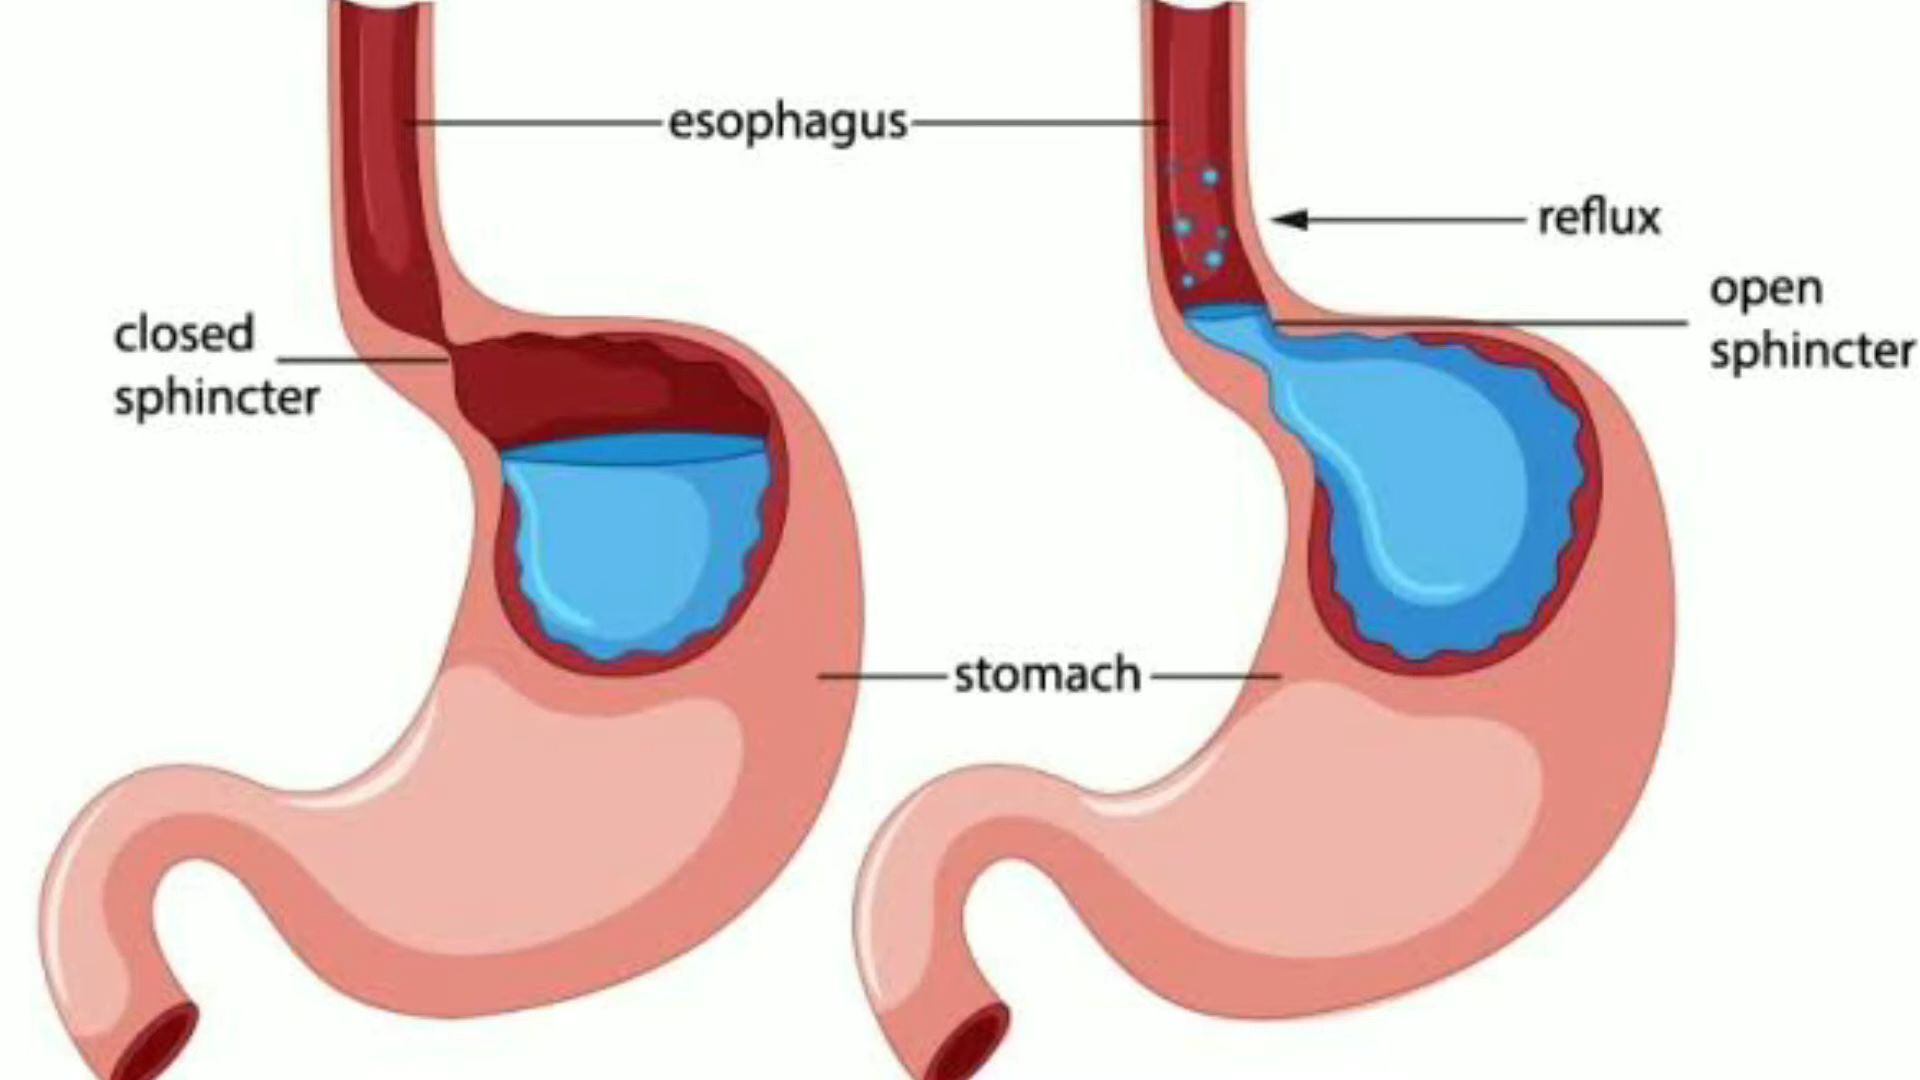 esophagus
reflux
open
sphincter
closed
sphincter
stomach